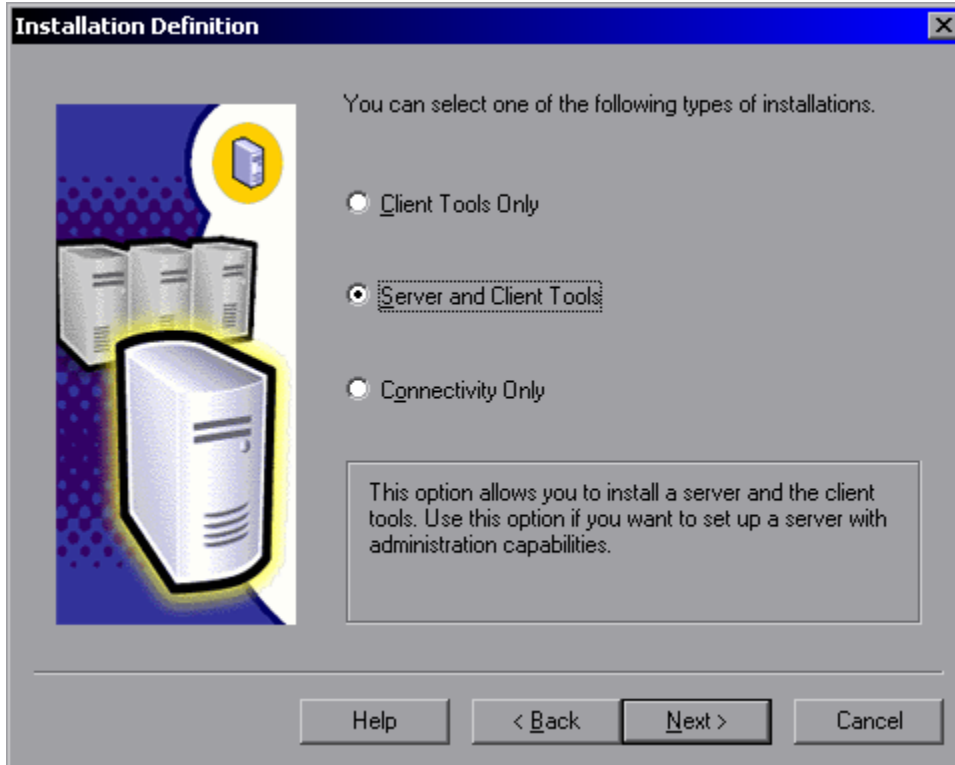 Installation Definition
You can select one of the following types of installations.
Client Tools Only
Server and Client Tools
Connectivity Only
This option allows you to install a server and the client
tools. Use this option if you want to set up a server with
administration capabilities.
Help
< Back
Next >
Cancel